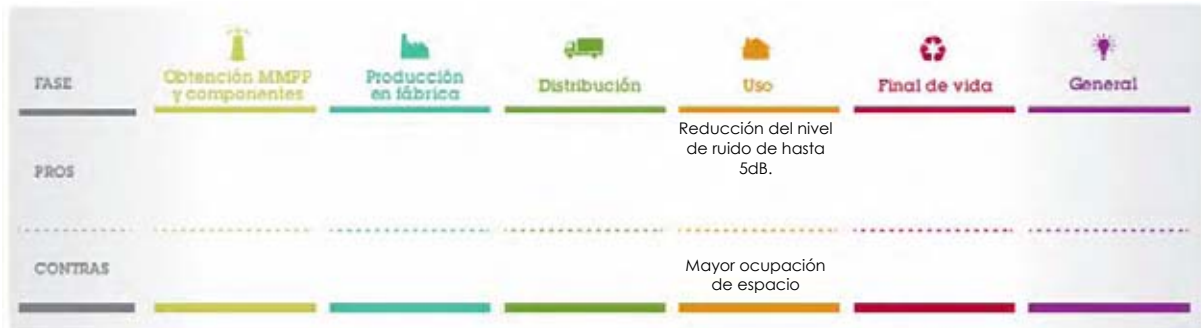 FASE
Obtención MMPP
y componentes
Producción
en fábrica
Distribución
Uso
Final de vida
General
PROS
Reducción del nivel
de ruido de hasta
5dB.
CONTRAS
Mayor ocupación
de espacio